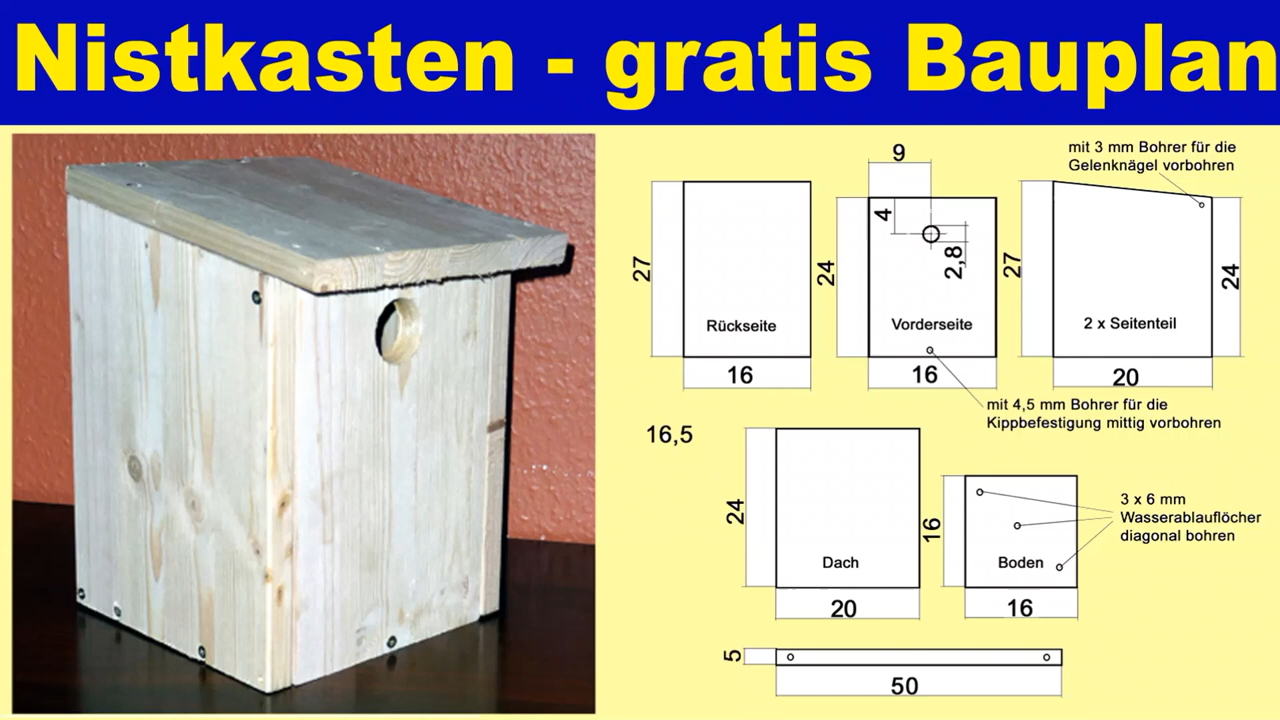 Nistkasten - gratis Bauplan
mit 3 mm Bohrer für die
Gelenknägel vorbohren
9
4
2,8
27
24
27
24
Rückseite
Vorderseite
2 x Seitenteil
16
16
20
mit 4,5 mm Bohrer für die
Kippbefestigung mittig vorbohren
16,5
24
16
3 x 6 mm
Wasserablauflöcher
diagonal bohren
Dach
Boden
20
16
5
50